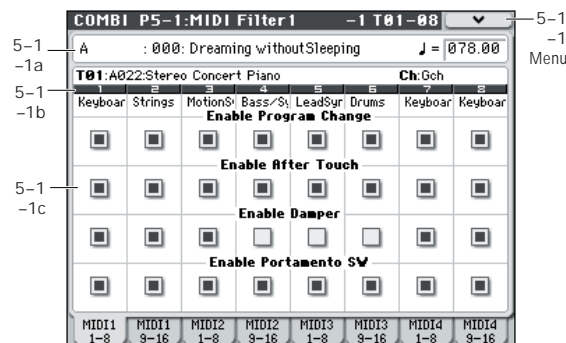 COMBI P5-1:MIDI Filter1 -1 T01-08
5-1
-1
Menu
5-1
-1a
A :000: Dreaming withoutSleeping ♩= 078.00
T01:A022:Stereo Concert Piano Ch:Gch
5-1
-1b
1 2 3 4 5 6 7 8
Keyboar Strings MotionS Bass/Sy LeadSyr Drums Keyboar Keyboar
Enable Program Change
Enable After Touch
5-1
-1c
Enable Damper
Enable Portamento SW
MIDI1 MIDI1 MIDI2 MIDI2 MIDI3 MIDI3 MIDI4 MIDI4
1-8 9-16 1-8 9-16 1-8 9-16 1-8 9-16